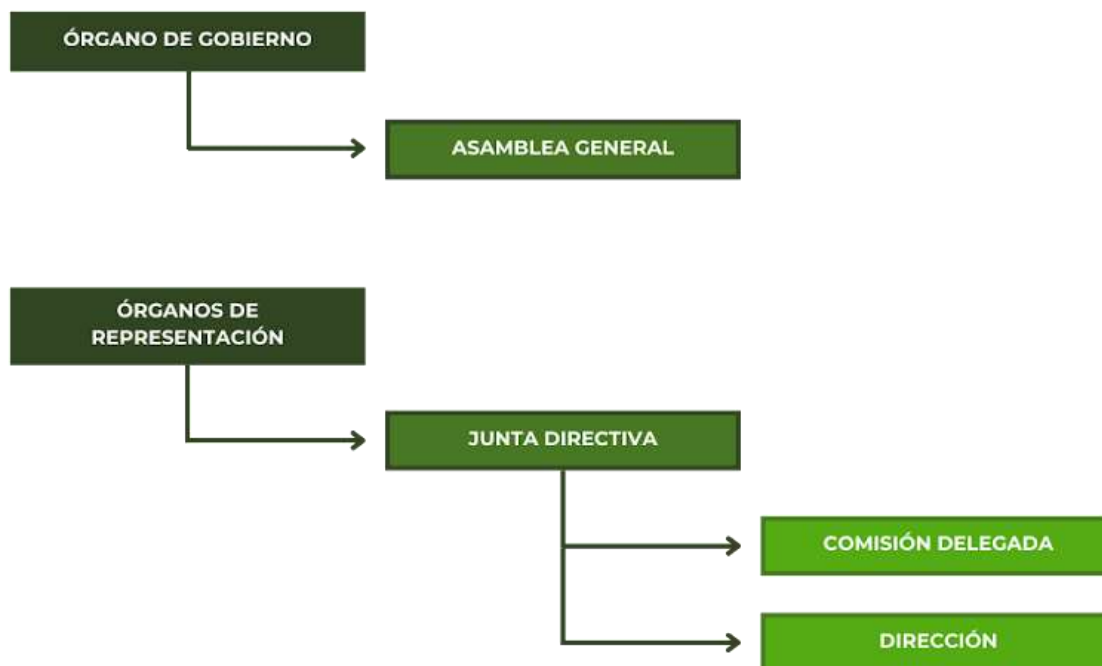 ÓRGANO DE GOBIERNO
ASAMBLEA GENERAL
ÓRGANOS DE
REPRESENTACIÓN
JUNTA DIRECTIVA
COMISIÓN DELEGADA
DIRECCIÓN